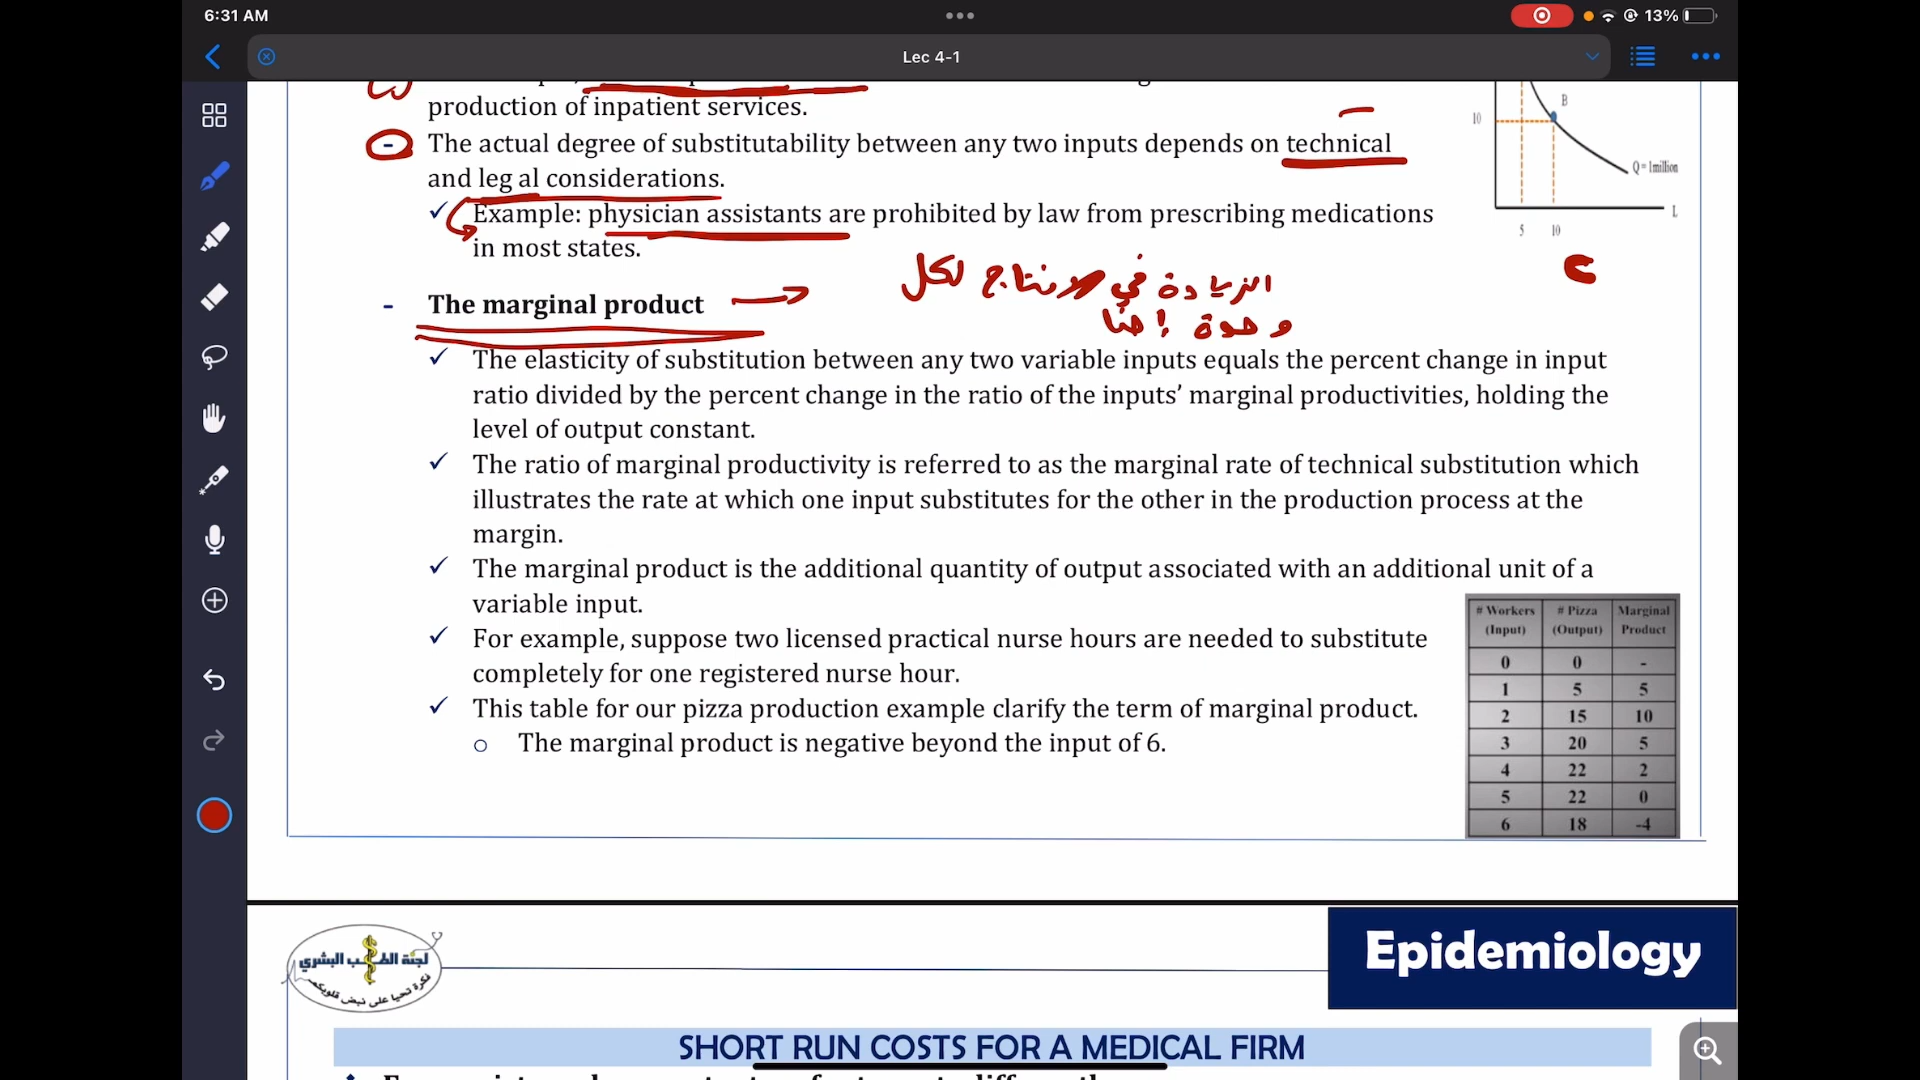 6:31 AM
13%
Lec 4-1
production of inpatient services.
- The actual degree of substitutability between any two inputs depends on technical
and leg al considerations.
✓ Example: physician assistants are prohibited by law from prescribing medications
in most states.
- The marginal product
الزيادة في الإنتاج لكل
وحدة إضا
✓ The elasticity of substitution between any two variable inputs equals the percent change in input
ratio divided by the percent change in the ratio of the inputs’ marginal productivities, holding the
level of output constant.
✓ The ratio of marginal productivity is referred to as the marginal rate of technical substitution which
illustrates the rate at which one input substitutes for the other in the production process at the
margin.
✓ The marginal product is the additional quantity of output associated with an additional unit of a
variable input.
✓ For example, suppose two licensed practical nurse hours are needed to substitute
completely for one registered nurse hour.
✓ This table for our pizza production example clarify the term of marginal product.
o The marginal product is negative beyond the input of 6.
B
10
Q = 1million
L
5 10
# Workers # Pizza Marginal
(Input) (Output) Product
0 0 -
1 5 5
2 15 10
3 20 5
4 22 2
5 22 0
6 18 -4
لجنة الطب البشري
فكرة تحيا على نبض قلوبكم
Epidemiology
SHORT RUN COSTS FOR A MEDICAL FIRM